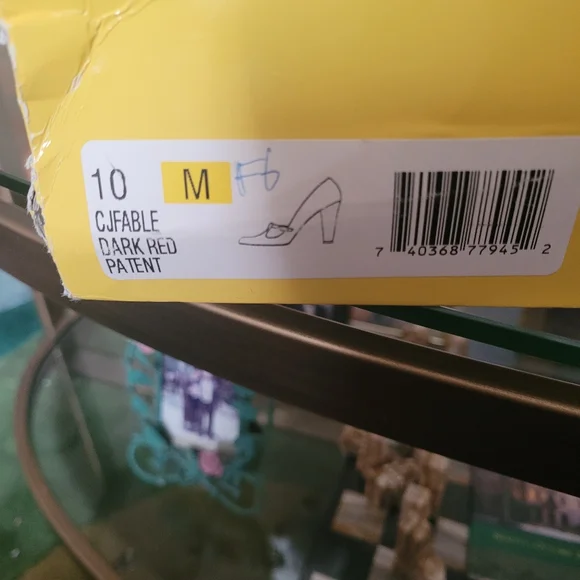 10 M F6
CJFABLE
DARK RED
PATENT
7 40368 77945 2